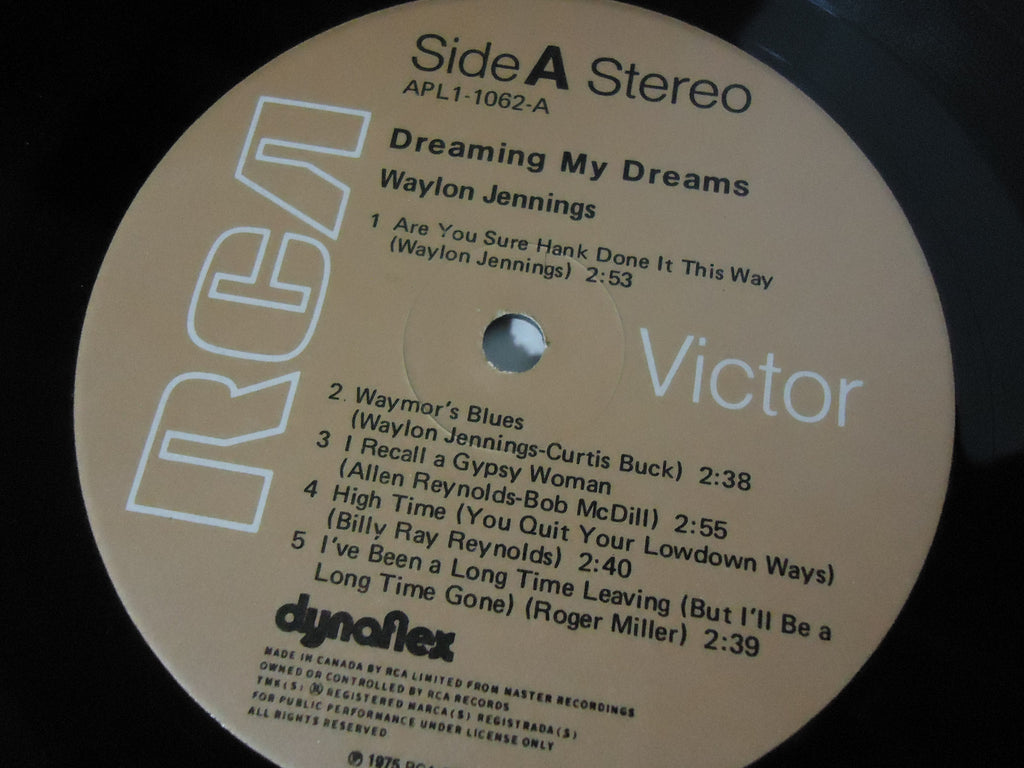 Side A Stereo
APL1-1062-A
Dreaming My Dreams
Waylon Jennings
1 Are You Sure Hank Done It This Way
(Waylon Jennings) 2:53
RCA
Victor
2. Waymor's Blues
(Waylon Jennings-Curtis Buck) 2:38
3 I Recall a Gypsy Woman
(Allen Reynolds-Bob McDill) 2:55
4 High Time (You Quit Your Lowdown Ways)
(Billy Ray Reynolds) 2:40
5 I've Been a Long Time Leaving (But I'll Be a
Long Time Gone) (Roger Miller) 2:39
dynaflex
MADE IN CANADA BY RCA LIMITED FROM MASTER RECORDINGS
OWNED OR CONTROLLED BY RCA RECORDS
TMK(S) ® REGISTERED MARCA(S) REGISTRADA(S)
FOR PUBLIC PERFORMANCE UNDER LICENSE ONLY
ALL RIGHTS RESERVED
℗ 1975